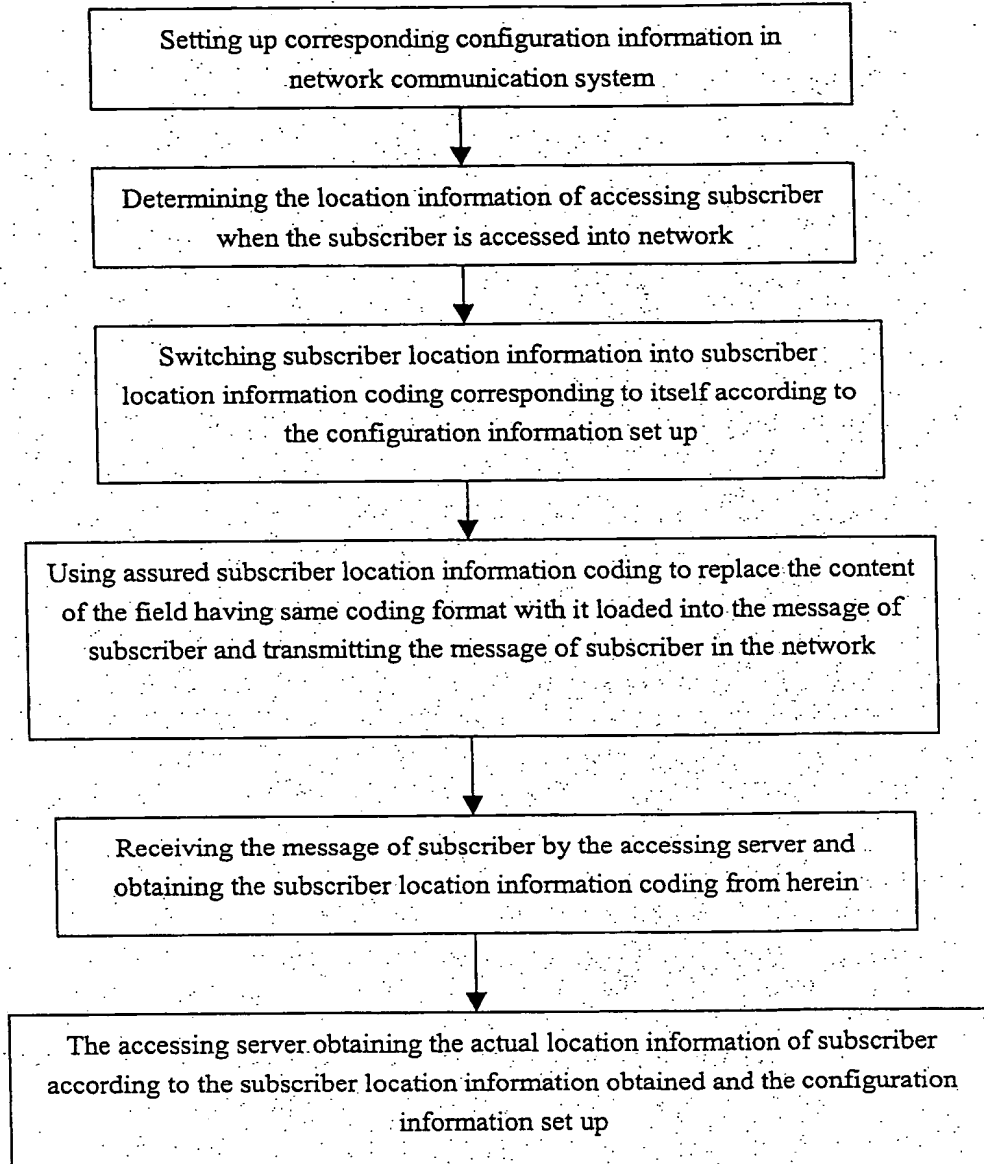 Setting up corresponding configuration information in
network communication system
Determining the location information of accessing subscriber
when the subscriber is accessed into network
Switching subscriber location information into subscriber
location information coding corresponding to itself according to
the configuration information set up
Using assured subscriber location information coding to replace the content
of the field having same coding format with it loaded into the message of
subscriber and transmitting the message of subscriber in the network
Receiving the message of subscriber by the accessing server and
obtaining the subscriber location information coding from herein
The accessing server obtaining the actual location information of subscriber
according to the subscriber location information obtained and the configuration
information set up